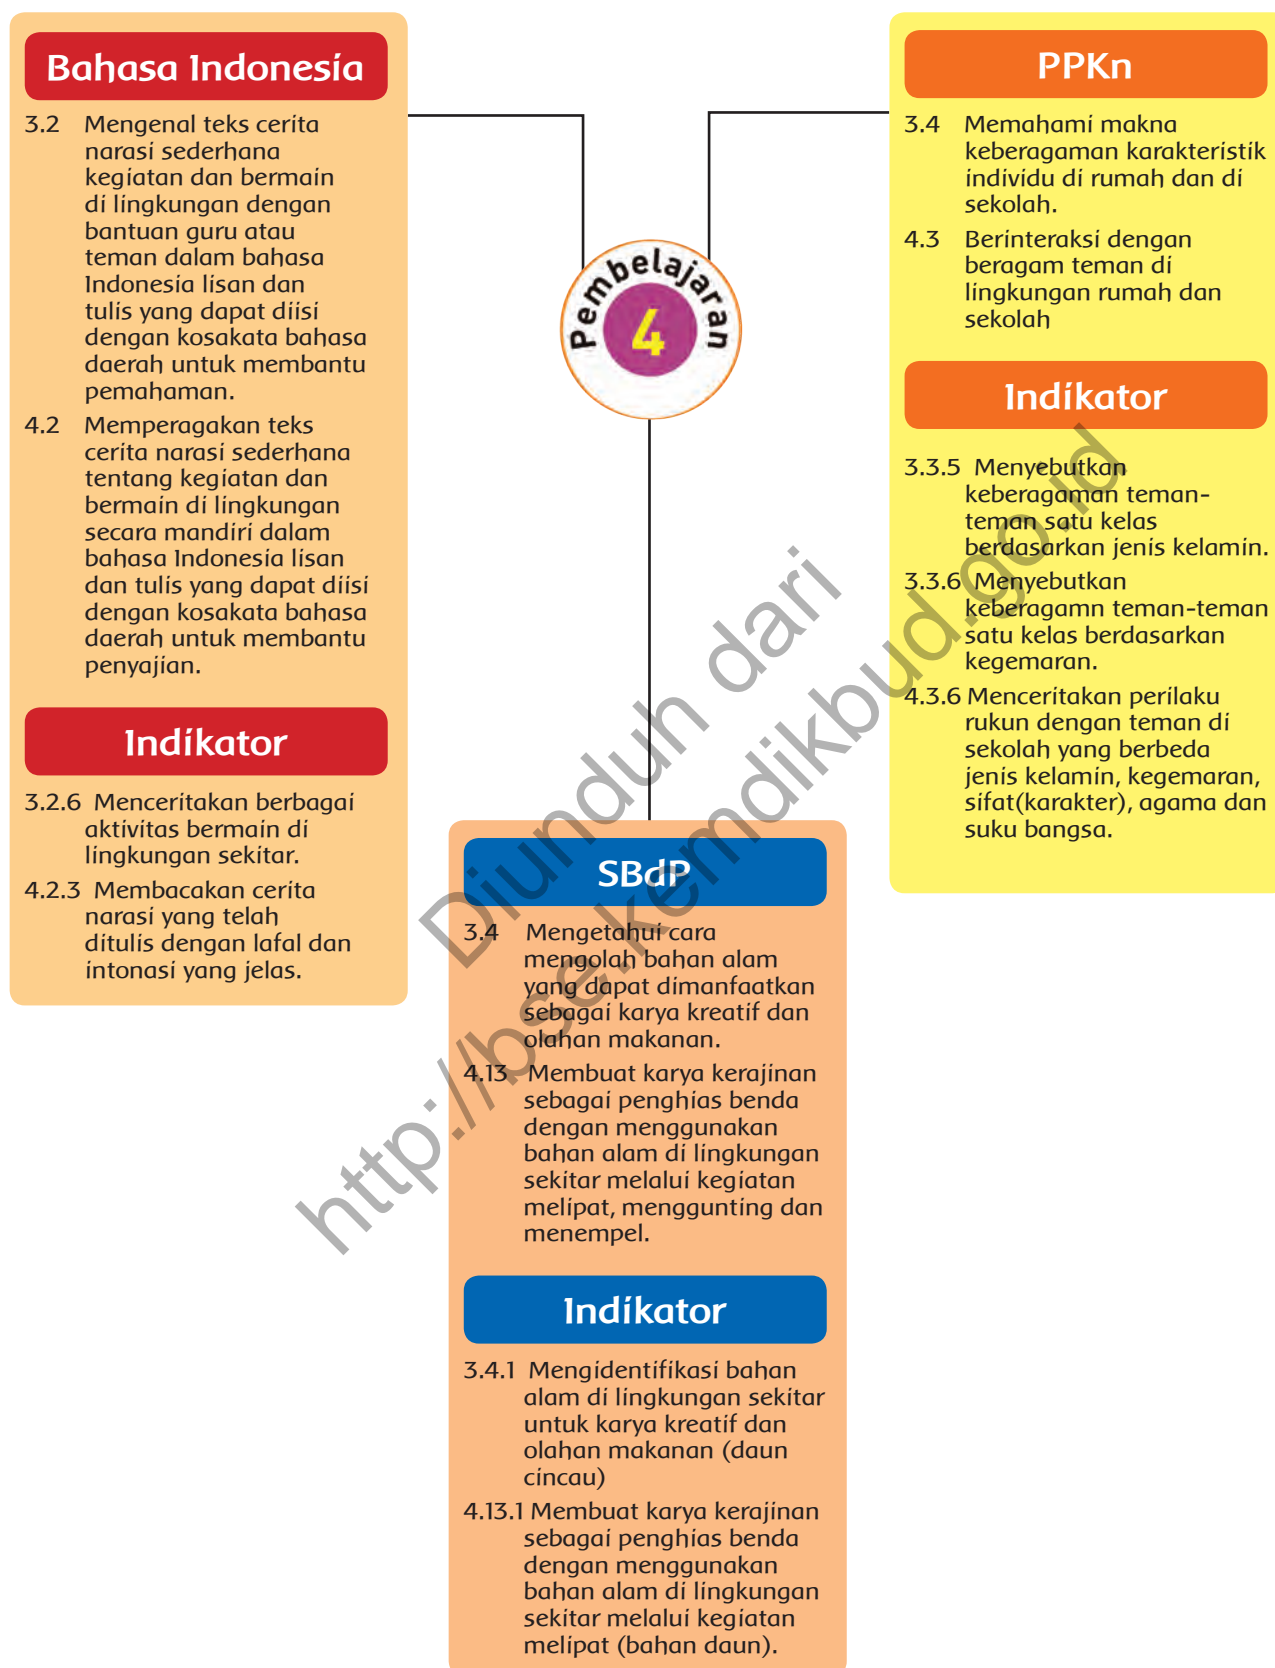 Bahasa Indonesia
3.2 Mengenal teks cerita
narasi sederhana
kegiatan dan bermain
di lingkungan dengan
bantuan guru atau
teman dalam bahasa
Indonesia lisan dan
tulis yang dapat diisi
dengan kosakata bahasa
daerah untuk membantu
pemahaman.
4.2 Memperagakan teks
cerita narasi sederhana
tentang kegiatan dan
bermain di lingkungan
secara mandiri dalam
bahasa Indonesia lisan
dan tulis yang dapat diisi
dengan kosakata bahasa
daerah untuk membantu
penyajian.
Indikator
3.2.6 Menceritakan berbagai
aktivitas bermain di
lingkungan sekitar.
4.2.3 Membacakan cerita
narasi yang telah
ditulis dengan lafal dan
intonasi yang jelas.
Pembelajaran
4
PPKn
3.4 Memahami makna
keberagaman karakteristik
individu di rumah dan di
sekolah.
4.3 Berinteraksi dengan
beragam teman di
lingkungan rumah dan
sekolah
Indikator
3.3.5 Menyebutkan
keberagaman teman-
teman satu kelas
berdasarkan jenis kelamin.
3.3.6 Menyebutkan
keberagamn teman-teman
satu kelas berdasarkan
kegemaran.
4.3.6 Menceritakan perilaku
rukun dengan teman di
sekolah yang berbeda
jenis kelamin, kegemaran,
sifat(karakter), agama dan
suku bangsa.
SBdP
3.4 Mengetahui cara
mengolah bahan alam
yang dapat dimanfaatkan
sebagai karya kreatif dan
olahan makanan.
4.13 Membuat karya kerajinan
sebagai penghias benda
dengan menggunakan
bahan alam di lingkungan
sekitar melalui kegiatan
melipat, menggunting dan
menempel.
Indikator
3.4.1 Mengidentifikasi bahan
alam di lingkungan sekitar
untuk karya kreatif dan
olahan makanan (daun
cincau)
4.13.1 Membuat karya kerajinan
sebagai penghias benda
dengan menggunakan
bahan alam di lingkungan
sekitar melalui kegiatan
melipat (bahan daun).
Diunduh dari
http://bse.kemdikbud.go.id